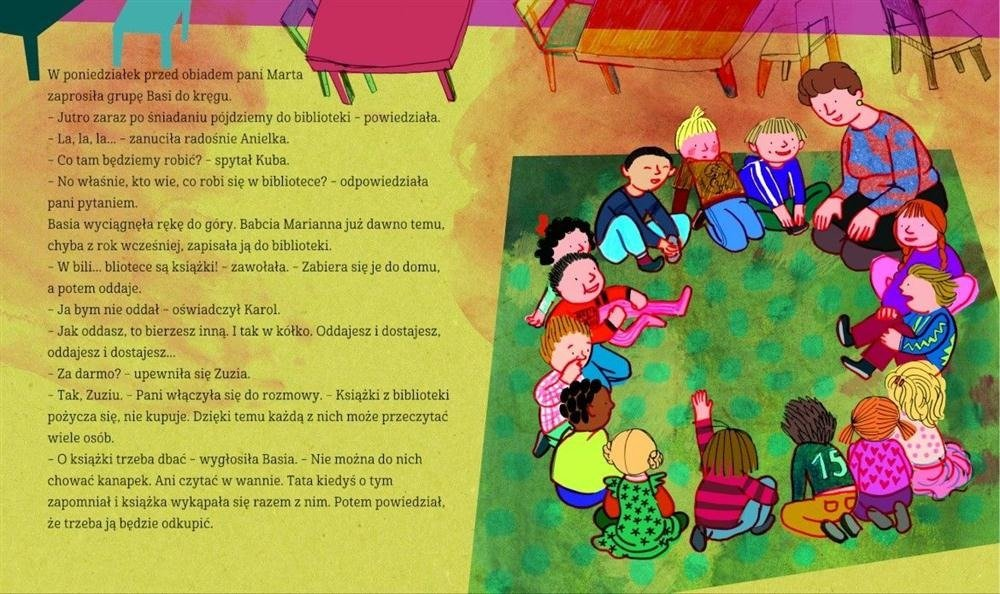 W poniedziałek przed obiadem pani Marta
zaprosiła grupę Basi do kręgu.
– Jutro zaraz po śniadaniu pójdziemy do biblioteki – powiedziała.
– La, la, la... – zanuciła radośnie Anielka.
– Co tam będziemy robić? – spytał Kuba.
– No właśnie, kto wie, co robi się w bibliotece? – odpowiedziała
pani pytaniem.
Basia wyciągnęła rękę do góry. Babcia Marianna już dawno temu,
chyba z rok wcześniej, zapisała ją do biblioteki.
– W bili... bliotece są książki! – zawołała. – Zabiera się je do domu,
a potem oddaje.
– Ja bym nie oddał – oświadczył Karol.
– Jak oddasz, to bierzesz inną. I tak w kółko. Oddajesz i dostajesz,
oddajesz i dostajesz...
– Za darmo? – upewniła się Zuzia.
– Tak, Zuziu. – Pani włączyła się do rozmowy. – Książki z biblioteki
pożycza się, nie kupuje. Dzięki temu każdą z nich może przeczytać
wiele osób.
– O książki trzeba dbać – wygłosiła Basia. – Nie można do nich
chować kanapek. Ani czytać w wannie. Tata kiedyś o tym
zapomniał i książka wykąpała się razem z nim. Potem powiedział,
że trzeba ją będzie odkupić.
15